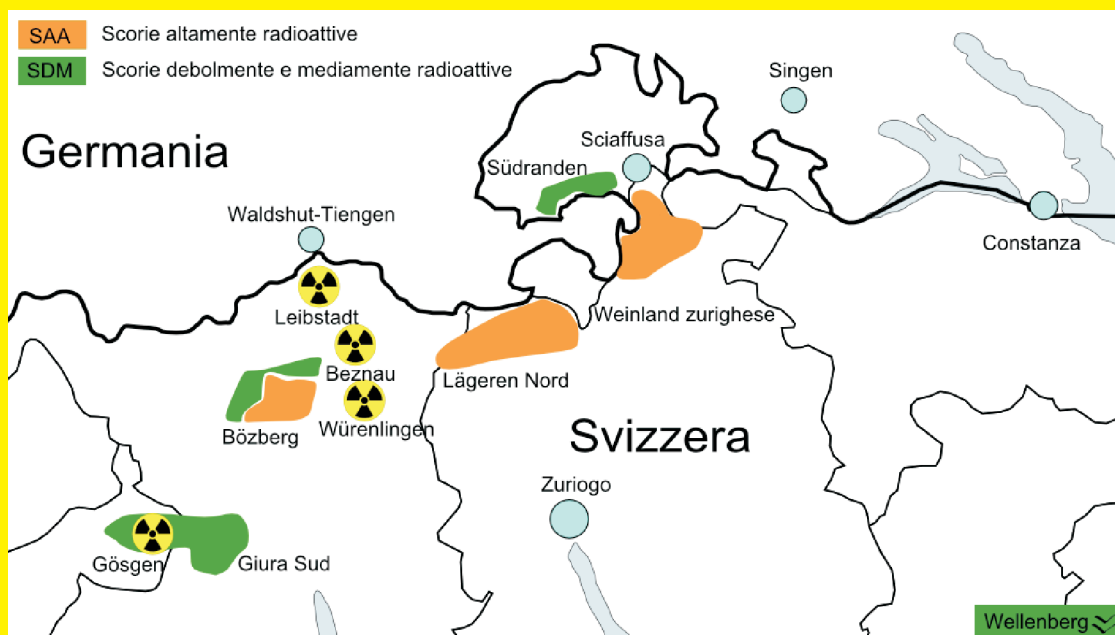 SAA Scorie altamente radioattive
SDM Scorie debolmente e mediamente radioattive
Singen
Germania
Sciaffusa
Südranden
Waldshut-Tiengen
Constanza
Leibstadt
Weinland zurighese
Beznau
Lägeren Nord
Würenlingen
Bözberg
Svizzera
Zuriogo
Gösgen
Giura Sud
Wellenberg